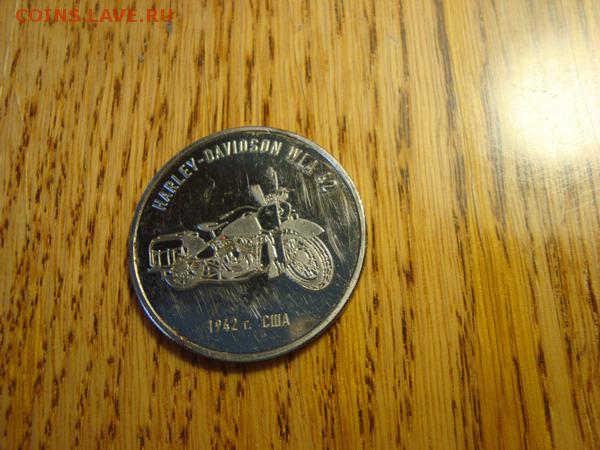 COINS.LAVE.RU
HARLEY-DAVIDSON WLA 42
1942 г. США